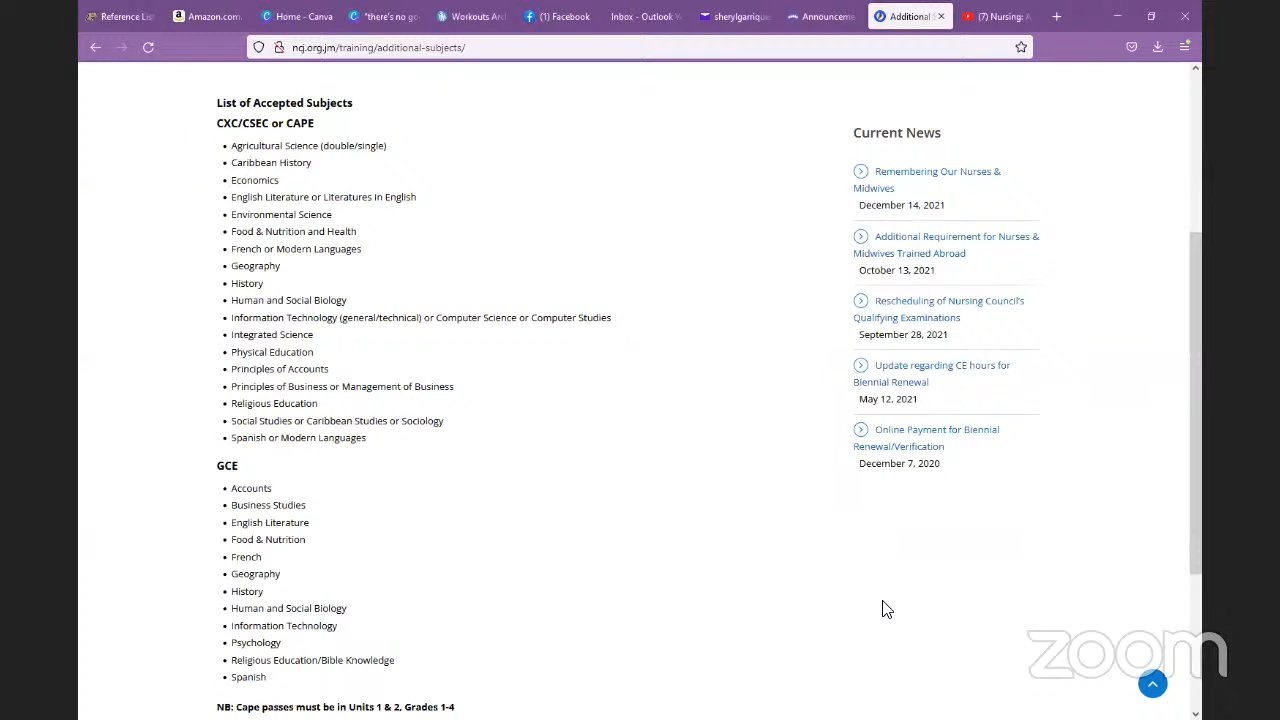 Reference List
Amazon.com
Home - Canva
"there's no go
Workouts Arc
(1) Facebook
Inbox - Outlook
sherylgarriqu
Announceme
Additional S
(7) Nursing: A
ncj.org.jm/training/additional-subjects/
List of Accepted Subjects
CXC/CSEC or CAPE
• Agricultural Science (double/single)
• Caribbean History
• Economics
• English Literature or Literatures in English
• Environmental Science
• Food & Nutrition and Health
• French or Modern Languages
• Geography
• History
• Human and Social Biology
• Information Technology (general/technical) or Computer Science or Computer Studies
• Integrated Science
• Physical Education
• Principles of Accounts
• Principles of Business or Management of Business
• Religious Education
• Social Studies or Caribbean Studies or Sociology
• Spanish or Modern Languages
GCE
• Accounts
• Business Studies
• English Literature
• Food & Nutrition
• French
• Geography
• History
• Human and Social Biology
• Information Technology
• Psychology
• Religious Education/Bible Knowledge
• Spanish
NB: Cape passes must be in Units 1 & 2, Grades 1-4
Current News
Remembering Our Nurses &
Midwives
December 14, 2021
Additional Requirement for Nurses &
Midwives Trained Abroad
October 13, 2021
Rescheduling of Nursing Council's
Qualifying Examinations
September 28, 2021
Update regarding CE hours for
Biennial Renewal
May 12, 2021
Online Payment for Biennial
Renewal/Verification
December 7, 2020
zoom